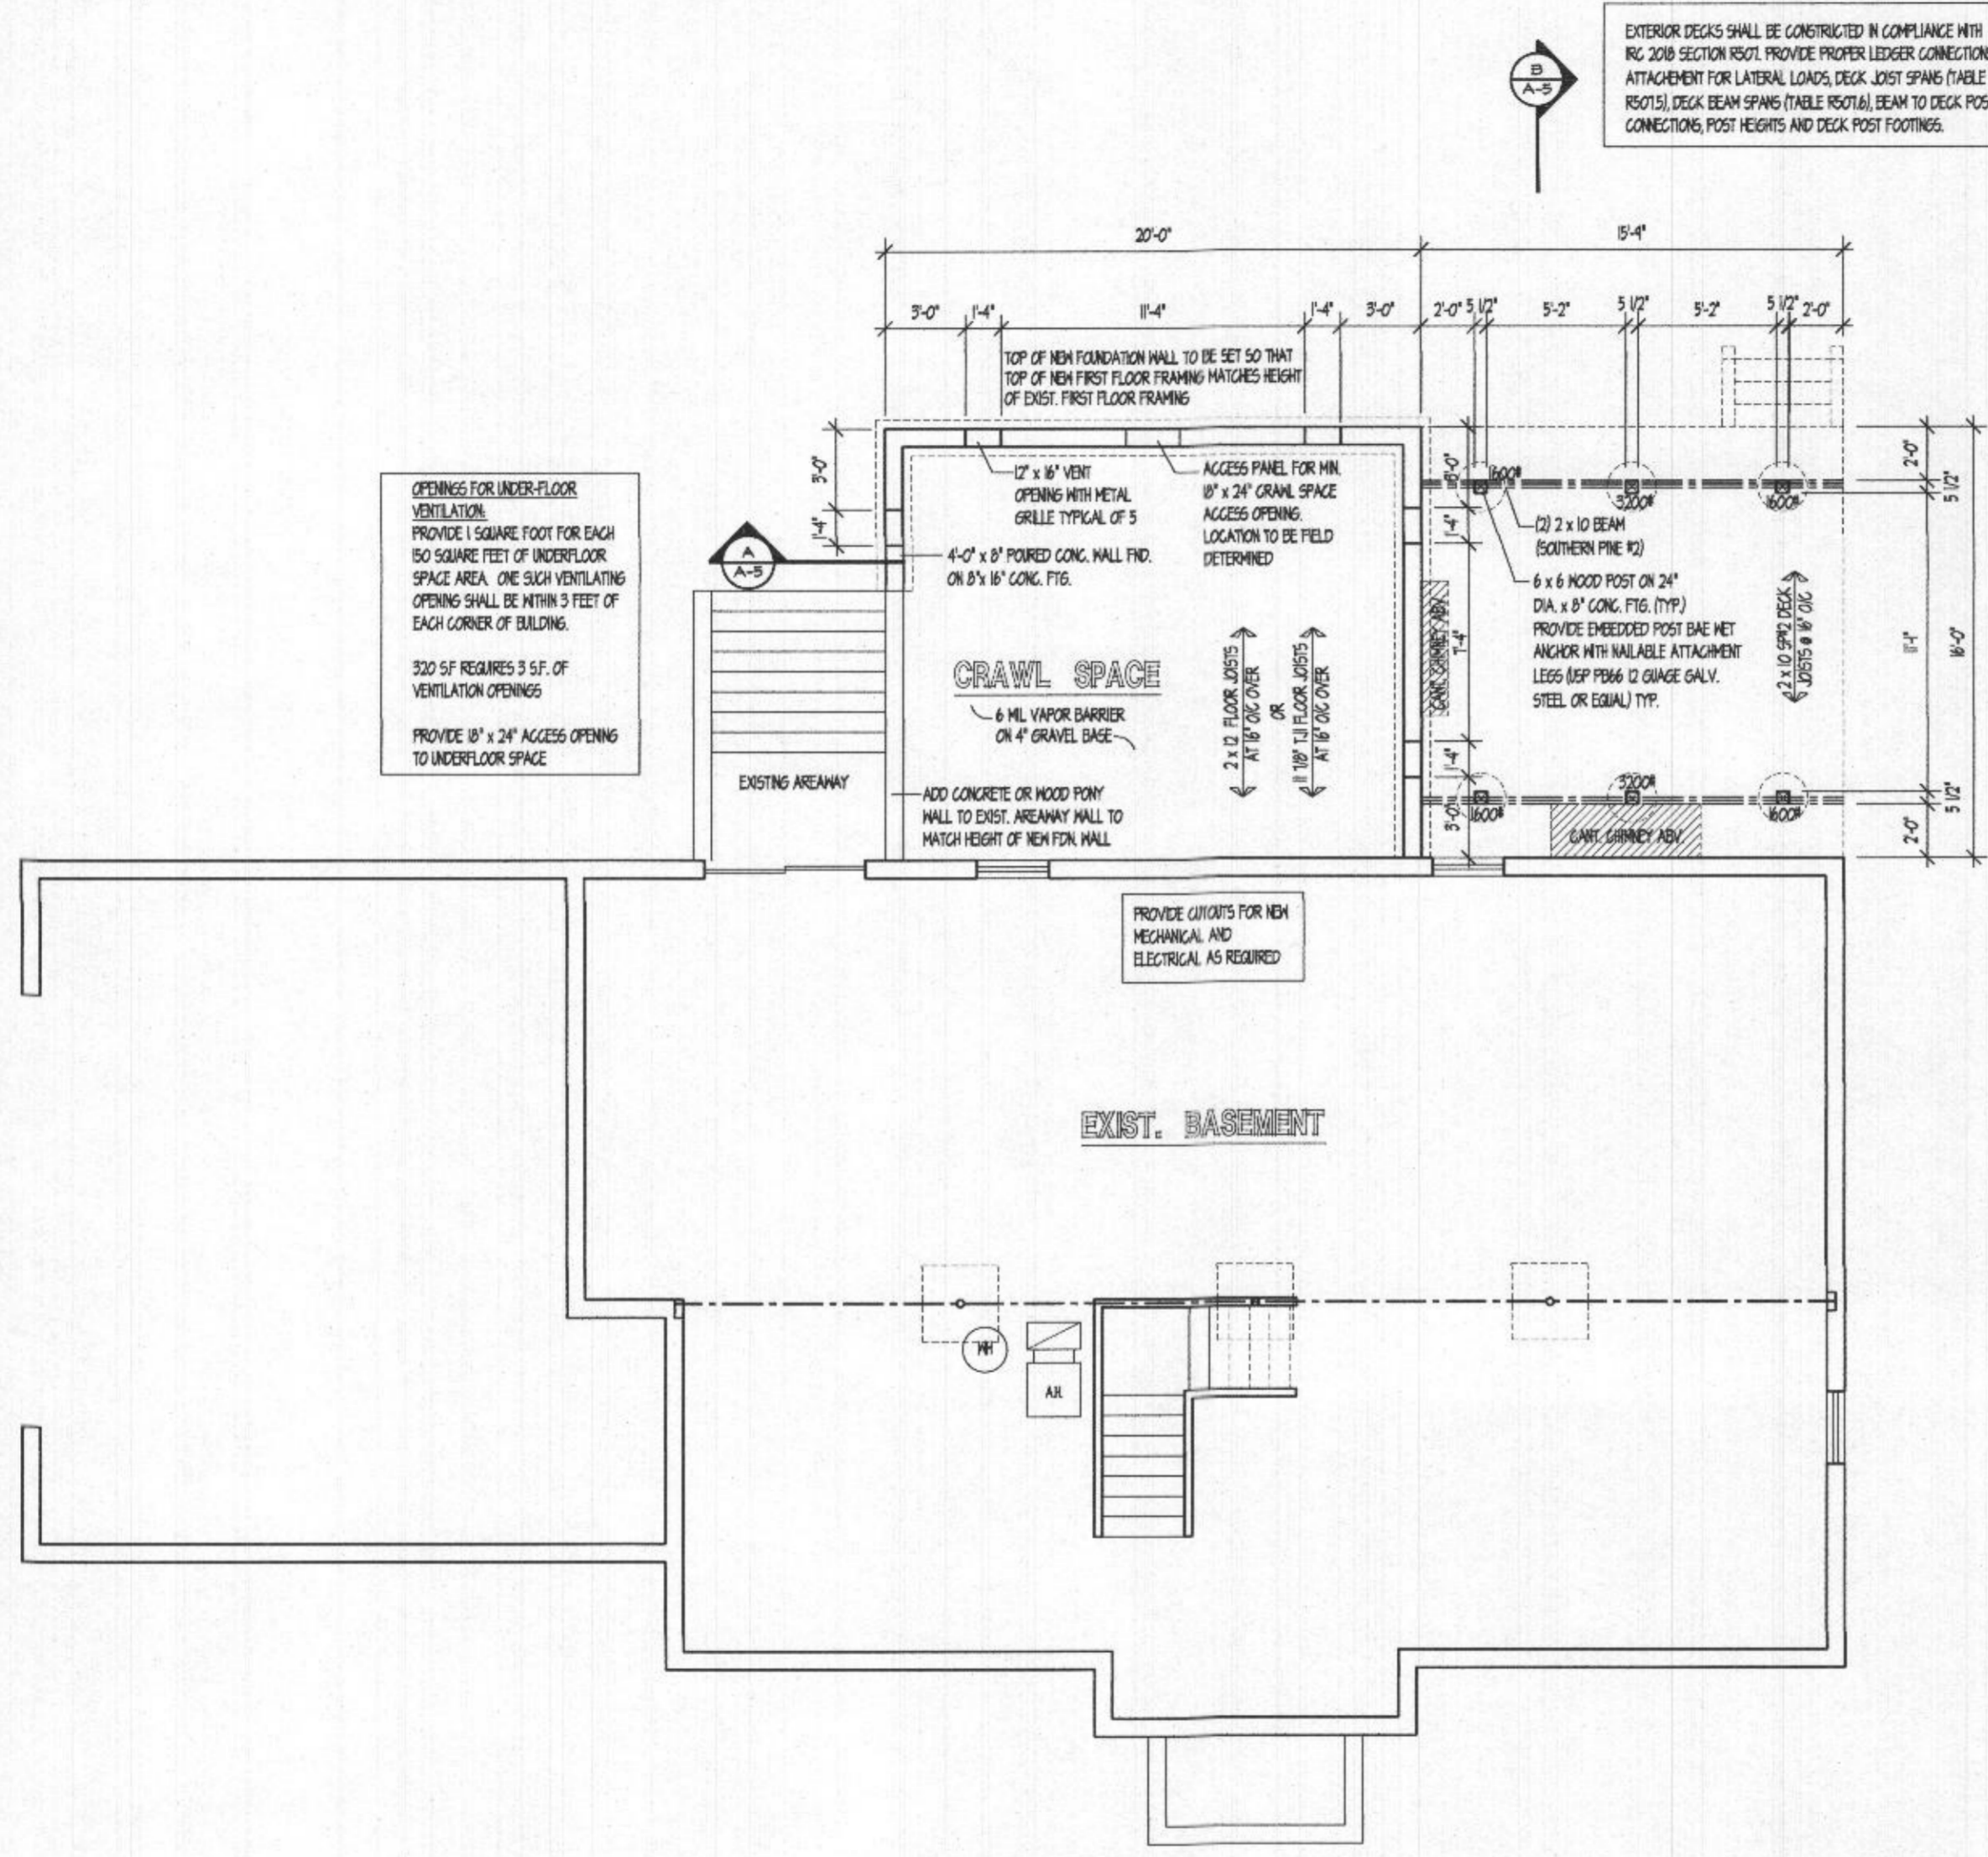 EXTERIOR DECKS SHALL BE CONSTRICTED IN COMPLIANCE WITH
IRC 2018 SECTION R507. PROVIDE PROPER LEDGER CONNECTION
ATTACHEMENT FOR LATERAL LOADS, DECK JOIST SPANS (TABLE
R507.5), DECK BEAM SPANS (TABLE R507.6), BEAM TO DECK POS
CONNECTIONS, POST HEIGHTS AND DECK POST FOOTINGS.
B
A-5
20'-0"
15'-4"
3'-0"
1'-4"
11'-4"
1'-4"
3'-0"
2'-0"
5 1/2"
5'-2"
5 1/2"
5'-2"
5 1/2"
2'-0"
TOP OF NEW FOUNDATION WALL TO BE SET SO THAT
TOP OF NEW FIRST FLOOR FRAMING MATCHES HEIGHT
OF EXIST. FIRST FLOOR FRAMING
OPENINGS FOR UNDER-FLOOR
VENTILATION:
PROVIDE 1 SQUARE FOOT FOR EACH
150 SQUARE FEET OF UNDERFLOOR
SPACE AREA. ONE SUCH VENTILATING
OPENING SHALL BE WITHIN 3 FEET OF
EACH CORNER OF BUILDING.
320 SF REQUIRES 3 S.F. OF
VENTILATION OPENINGS
PROVIDE 18" x 24" ACCESS OPENING
TO UNDERFLOOR SPACE
3'-0"
1'-4"
A
A-5
12" x 16" VENT
OPENING WITH METAL
GRILLE TYPICAL OF 5
ACCESS PANEL FOR MIN.
18" x 24" CRAWL SPACE
ACCESS OPENING.
LOCATION TO BE FIELD
DETERMINED
4'-0" x 8" POURED CONC. WALL FND.
ON 8" x 16" CONC. FTG.
CRAWL SPACE
6 MIL VAPOR BARRIER
ON 4" GRAVEL BASE
2 x 12 FLOOR JOISTS
AT 16" O/C OVER
OR
11 7/8" TJI FLOOR JOISTS
AT 16" O/C OVER
EXISTING AREAWAY
ADD CONCRETE OR WOOD PONY
WALL TO EXIST. AREAWAY WALL TO
MATCH HEIGHT OF NEW FDN. WALL
3'-0"
1'-4"
7'-4"
1'-4"
3'-0"
CANT. CHIMNEY ABV.
1600#
3200#
1600#
(2) 2 x 10 BEAM
(SOUTHERN PINE #2)
6 x 6 WOOD POST ON 24"
DIA. x 8" CONC. FTG. (TYP.)
PROVIDE EMBEDDED POST BAE WET
ANCHOR WITH NAILABLE ATTACHMENT
LEGS (USP PB66 12 GUAGE GALV.
STEEL OR EQUAL) TYP.
2 x 10 SP#2 DECK
JOISTS @ 16" O/C
1600#
3200#
1600#
CANT. CHIMNEY ABV.
2'-0"
5 1/2"
11'-1"
16'-0"
5 1/2"
2'-0"
PROVIDE CUTOUTS FOR NEW
MECHANICAL AND
ELECTRICAL AS REQUIRED
EXIST. BASEMENT
WH
A.H.